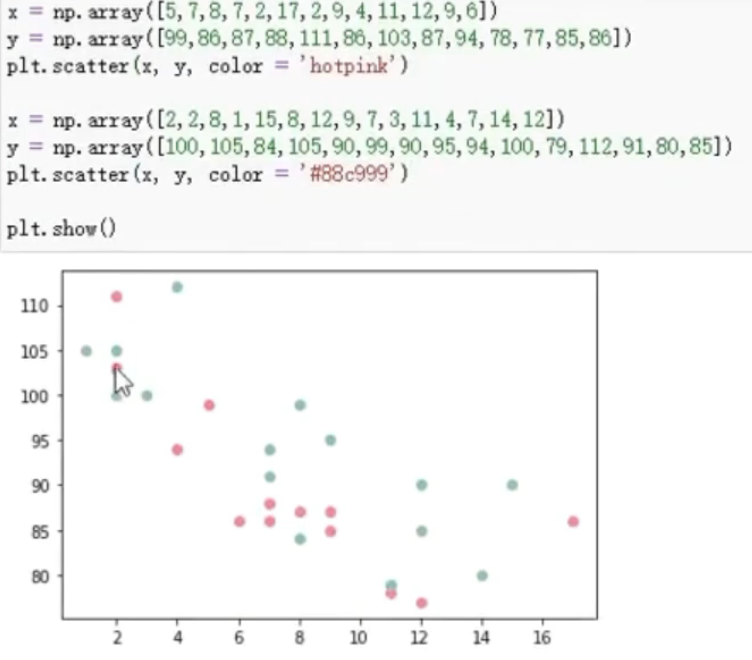 x = np.array([5,7,8,7,2,17,2,9,4,11,12,9,6])
y = np.array([99,86,87,88,111,86,103,87,94,78,77,85,86])
plt.scatter(x, y, color = 'hotpink')
x = np.array([2,2,8,1,15,8,12,9,7,3,11,4,7,14,12])
y = np.array([100,105,84,105,90,99,90,95,94,100,79,112,91,80,85])
plt.scatter(x, y, color = '#88c999')
plt.show()
110
105
100
95
90
85
80
2 4 6 8 10 12 14 16